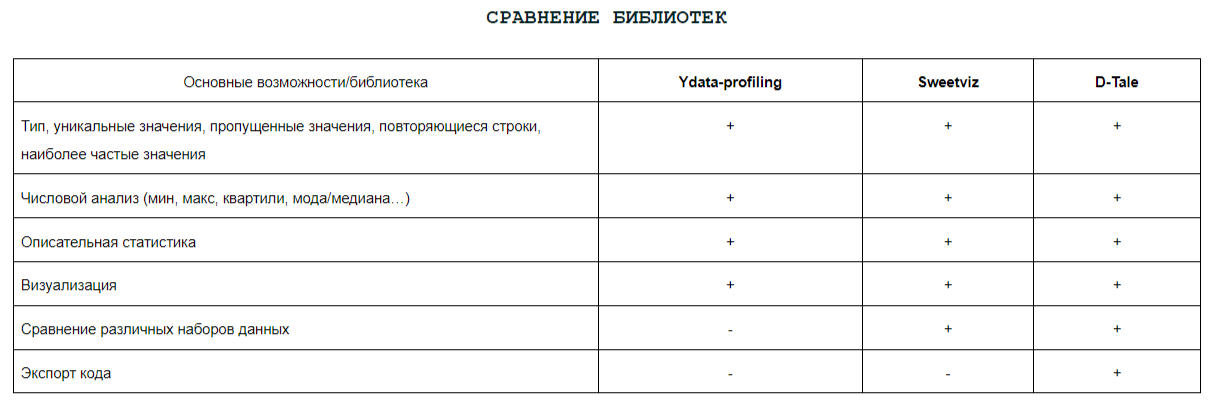 СРАВНЕНИЕ БИБЛИОТЕК
Основные возможности/библиотека Ydata-profiling Sweetviz D-Tale
Тип, уникальные значения, пропущенные значения, повторяющиеся строки, + + +
наиболее частые значения
Числовой анализ (мин, макс, квартили, мода/медиана…) + + +
Описательная статистика + + +
Визуализация + + +
Сравнение различных наборов данных - + +
Экспорт кода - - +